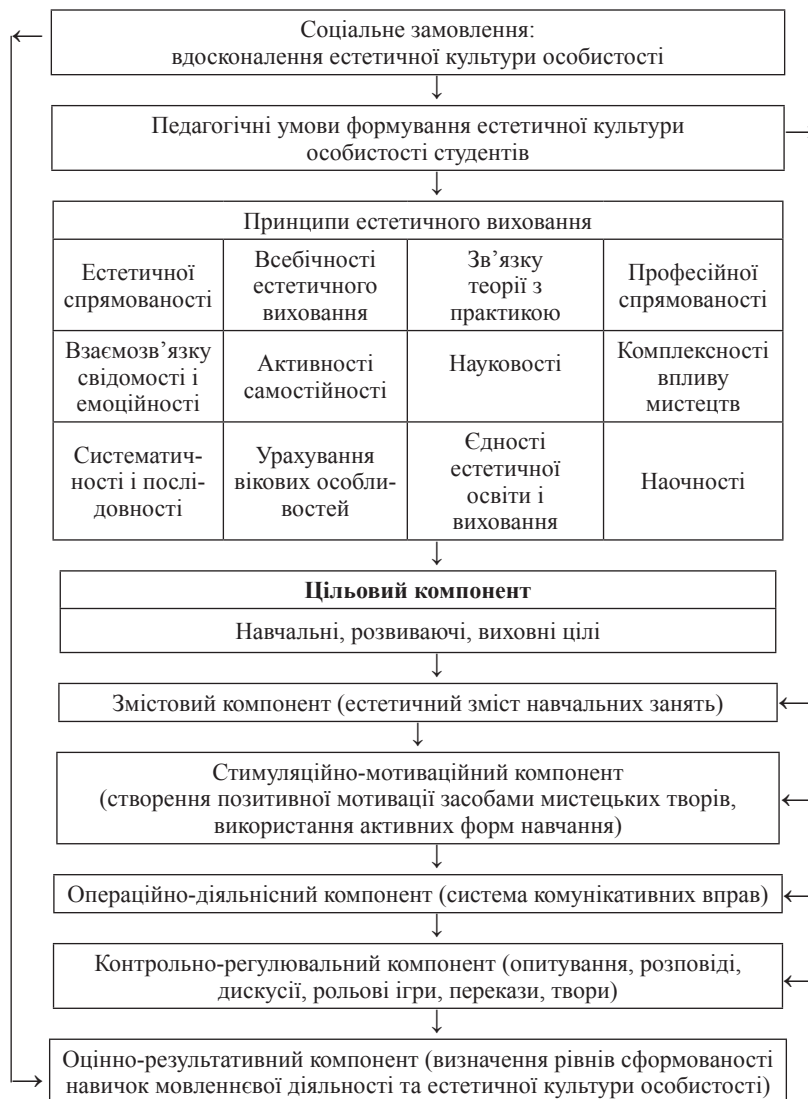 Соціальне замовлення:
вдосконалення естетичної культури особистості
Педагогічні умови формування естетичної культури
особистості студентів
Принципи естетичного виховання
Естетичної
спрямованості
Всебічності
естетичного
виховання
Зв’язку
теорії з
практикою
Професійної
спрямованості
Взаємозв’язку
свідомості і
емоційності
Активності
самостійності
Науковості
Комплексності
впливу
мистецтв
Систематич-
ності і послі-
довності
Урахування
вікових особли-
востей
Єдності
естетичної
освіти і
виховання
Наочності
Цільовий компонент
Навчальні, розвиваючі, виховні цілі
Змістовий компонент (естетичний зміст навчальних занять)
Стимуляційно-мотиваційний компонент
(створення позитивної мотивації засобами мистецьких творів,
використання активних форм навчання)
Операційно-діяльнісний компонент (система комунікативних вправ)
Контрольно-регулювальний компонент (опитування, розповіді,
дискусії, рольові ігри, перекази, твори)
Оцінно-результативний компонент (визначення рівнів сформованості
навичок мовленнєвої діяльності та естетичної культури особистості)